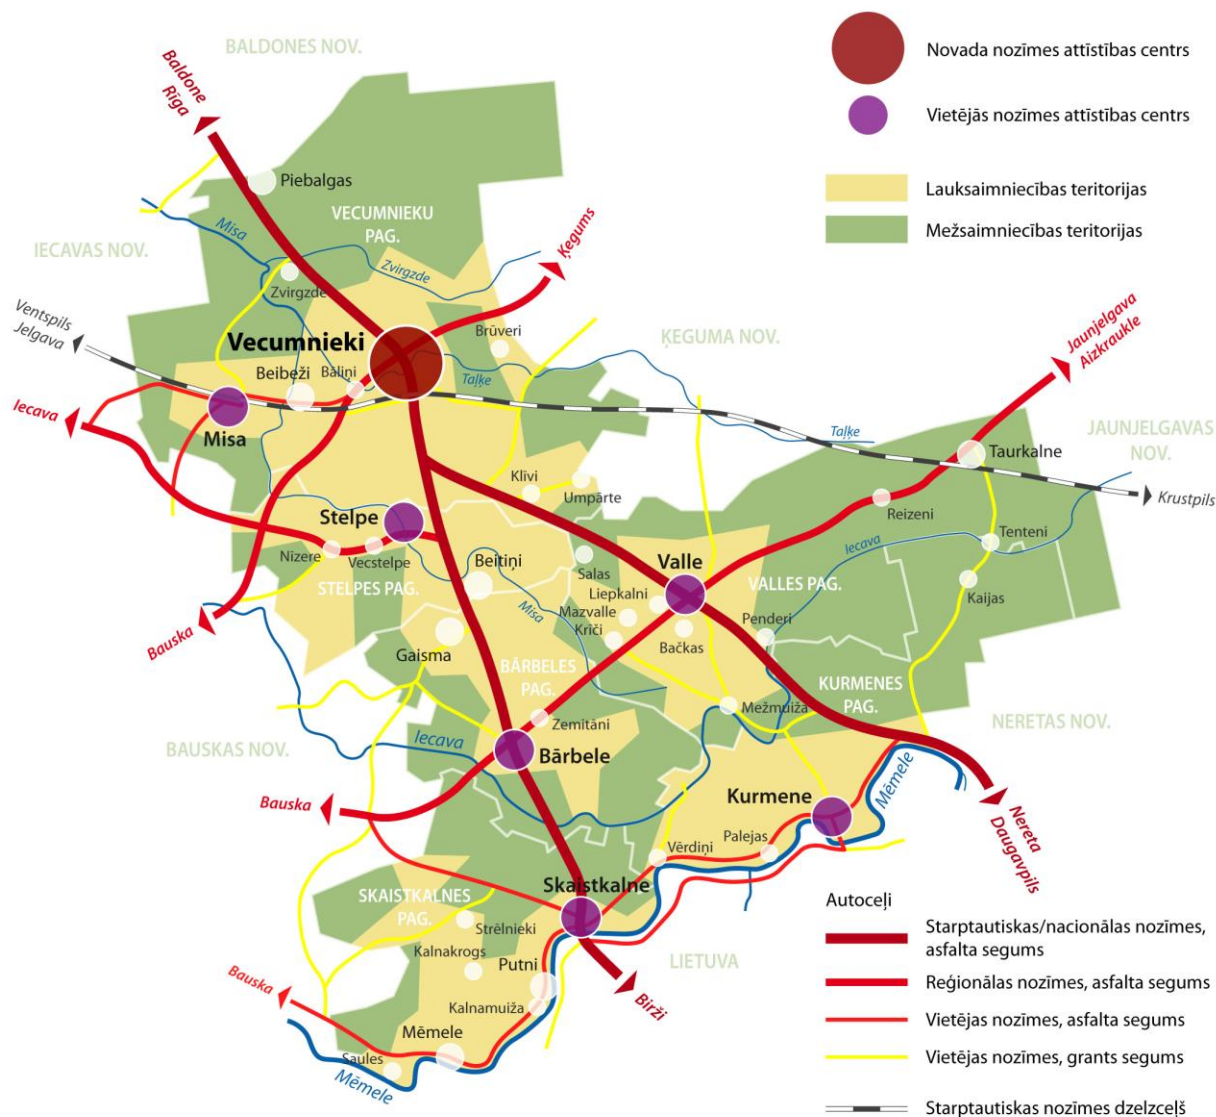 BALDONES NOV.
Baldone
Rīga
Novada nozīmes attīstības centrs
Vietējās nozīmes attīstības centrs
Lauksaimniecības teritorijas
Mežsaimniecības teritorijas
Piebalgas
VECUMNIEKU
PAG.
Misa
IECAVAS NOV.
Zvirgzde
Zvirgzde
Ķegums
Ventspils
Jelgava
Vecumnieki
Brūveri
ĶEGUMA NOV.
Jaunjelgava
Aizkraukle
Beibeži
Bāliņi
Taļķe
Iecava
Misa
Taļķe
JAUNJELGAVAS
NOV.
Taurkalne
Klīvi
Umpārte
Krustpils
Reizeni
Stelpe
Tenteni
Iecava
Nīzere
Vecstelpe
Beitiņi
Valle
Salas
STELPES PAG.
Liepkalni
VALLES PAG.
Mazvalle
Kaijas
Misa
Krīči
Penderi
Bauska
Bačkas
Gaisma
BĀRBELES
PAG.
KURMENES
PAG.
Mežmuiža
Zemitāni
NERETAS NOV.
BAUSKAS NOV.
Iecava
Bārbele
Mēmele
Kurmene
Bauska
Nereta
Daugavpils
Palejas
Vērdiņi
Skaistkalne
SKAISTKALNES
PAG.
Strēlnieki
Kalnakrogs
LIETUVA
Putni
Bauska
Birži
Kalnamuiža
Mēmele
Saules
Mēmele
Autoceļi
Starptautiskas/nacionālas nozīmes,
asfalta segums
Reģionālas nozīmes, asfalta segums
Vietējas nozīmes, asfalta segums
Vietējas nozīmes, grants segums
Starptautiskas nozīmes dzelzceļš